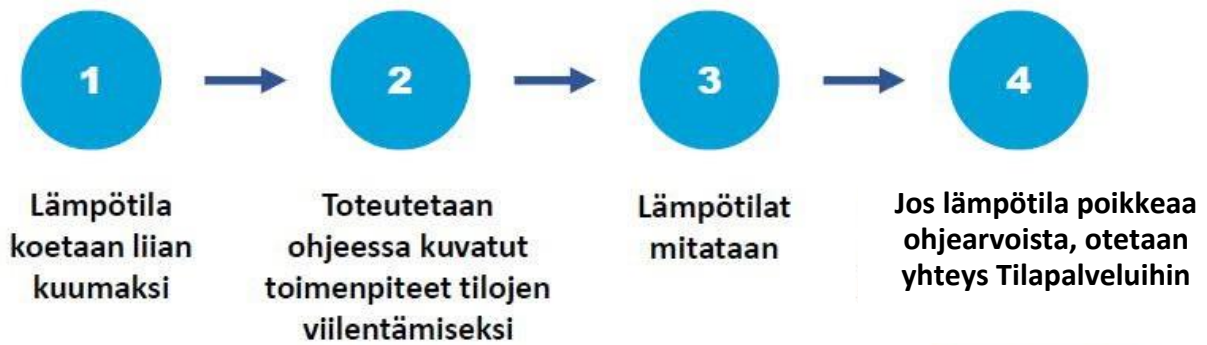 1
2
3
4
Lämpötila
koetaan liian
kuumaksi
Toteutetaan
ohjeessa kuvatut
toimenpiteet tilojen
viilentämiseksi
Lämpötilat
mitataan
Jos lämpötila poikkeaa
ohjearvoista, otetaan
yhteys Tilapalveluihin